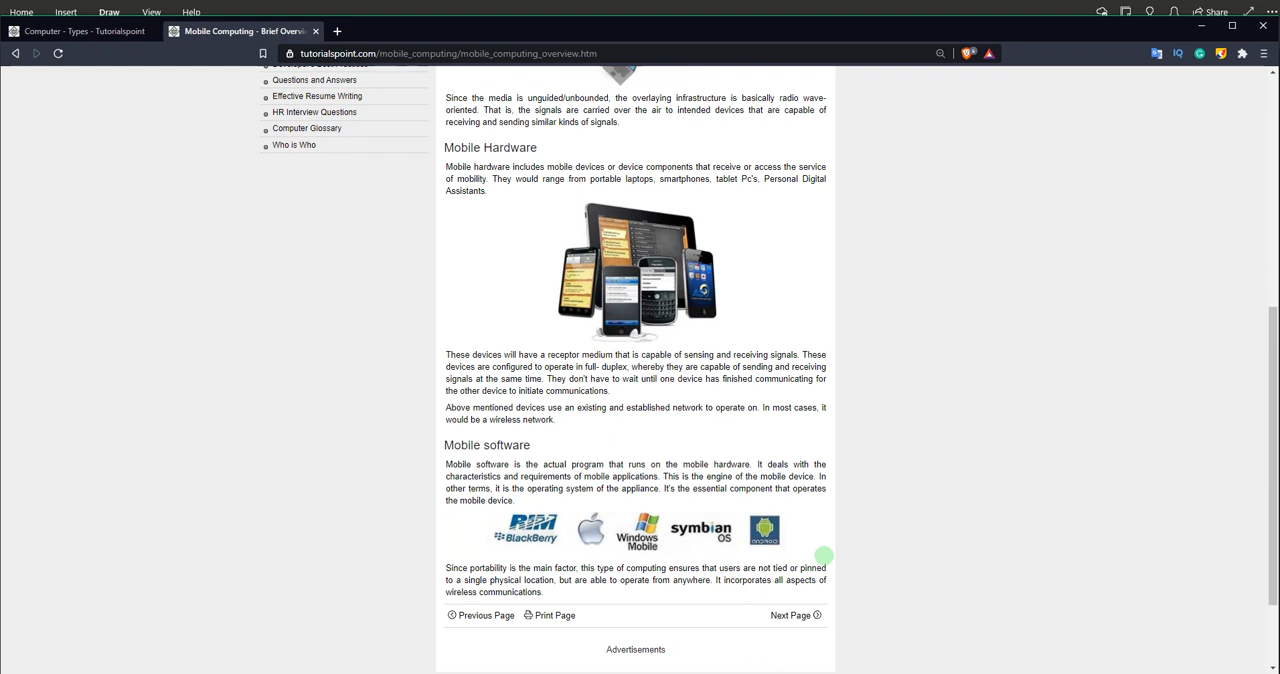 Home Insert Draw View Help Share
Computer - Types - Tutorialspoint Mobile Computing - Brief Overvi
tutorialspoint.com/mobile_computing/mobile_computing_overview.htm
Questions and Answers
Effective Resume Writing
HR Interview Questions
Computer Glossary
Who is Who
Since the media is unguided/unbounded, the overlaying infrastructure is basically radio wave-
oriented. That is, the signals are carried over the air to intended devices that are capable of
receiving and sending similar kinds of signals.
Mobile Hardware
Mobile hardware includes mobile devices or device components that receive or access the service
of mobility. They would range from portable laptops, smartphones, tablet Pc's, Personal Digital
Assistants.
These devices will have a receptor medium that is capable of sensing and receiving signals. These
devices are configured to operate in full- duplex, whereby they are capable of sending and receiving
signals at the same time. They don't have to wait until one device has finished communicating for
the other device to initiate communications.
Above mentioned devices use an existing and established network to operate on. In most cases, it
would be a wireless network.
Mobile software
Mobile software is the actual program that runs on the mobile hardware. It deals with the
characteristics and requirements of mobile applications. This is the engine of the mobile device. In
other terms, it is the operating system of the appliance. It's the essential component that operates
the mobile device.
RIM
BlackBerry
Windows
Mobile
symbian
OS
ANDROID
Since portability is the main factor, this type of computing ensures that users are not tied or pinned
to a single physical location, but are able to operate from anywhere. It incorporates all aspects of
wireless communications.
Previous Page Print Page Next Page
Advertisements